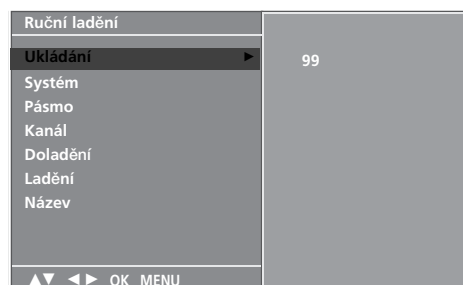 Ruční ladění
Ukládání ► 99
Systém
Pásmo
Kanál
Doladění
Ladění
Název
▲▼ ◄► OK MENU